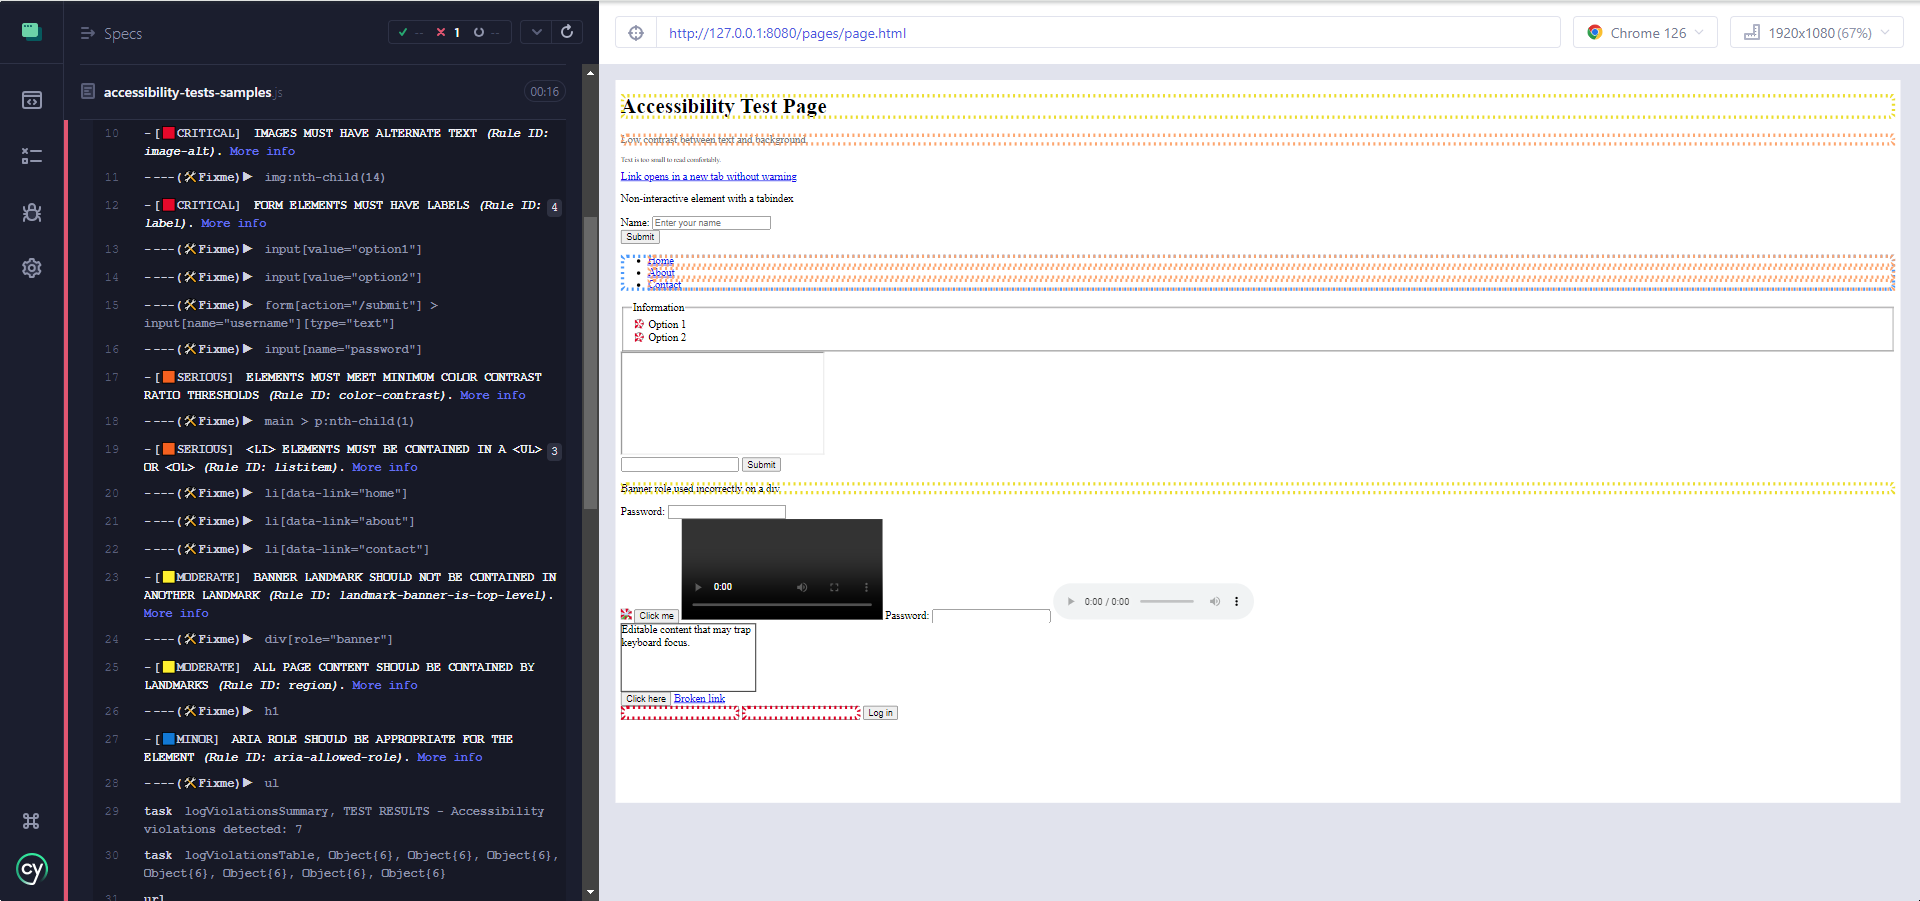 Specs
-- 1 --
accessibility-tests-samples.js 00:16
10 -[CRITICAL] IMAGES MUST HAVE ALTERNATE TEXT (Rule ID:
image-alt). More info
11 ----(Fixme)▶ img:nth-child(14)
12 -[CRITICAL] FORM ELEMENTS MUST HAVE LABELS (Rule ID: 4
label). More info
13 ----(Fixme)▶ input[value="option1"]
14 ----(Fixme)▶ input[value="option2"]
15 ----(Fixme)▶ form[action="/submit"] >
input[name="username"][type="text"]
16 ----(Fixme)▶ input[name="password"]
17 -[SERIOUS] ELEMENTS MUST MEET MINIMUM COLOR CONTRAST
RATIO THRESHOLDS (Rule ID: color-contrast). More info
18 ----(Fixme)▶ main > p:nth-child(1)
19 -[SERIOUS] <LI> ELEMENTS MUST BE CONTAINED IN A <UL> 3
OR <OL> (Rule ID: listitem). More info
20 ----(Fixme)▶ li[data-link="home"]
21 ----(Fixme)▶ li[data-link="about"]
22 ----(Fixme)▶ li[data-link="contact"]
23 -[MODERATE] BANNER LANDMARK SHOULD NOT BE CONTAINED IN
ANOTHER LANDMARK (Rule ID: landmark-banner-is-top-level).
More info
24 ----(Fixme)▶ div[role="banner"]
25 -[MODERATE] ALL PAGE CONTENT SHOULD BE CONTAINED BY
LANDMARKS (Rule ID: region). More info
26 ----(Fixme)▶ h1
27 -[MINOR] ARIA ROLE SHOULD BE APPROPRIATE FOR THE
ELEMENT (Rule ID: aria-allowed-role). More info
28 ----(Fixme)▶ ul
29 task logViolationsSummary, TEST RESULTS - Accessibility
violations detected: 7
30 task logViolationsTable, Object{6}, Object{6}, Object{6},
Object{6}, Object{6}, Object{6}, Object{6}
31 url
cy
http://127.0.0.1:8080/pages/page.html
Chrome 126
1920x1080 (67%)
Accessibility Test Page
Low contrast between text and background.
Text is too small to read comfortably.
Link opens in a new tab without warning
Non-interactive element with a tabindex
Name: Enter your name
Submit
Home
About
Contact
Information
Option 1
Option 2
Submit
Banner role used incorrectly on a div.
Password:
0:00
Click me
Password:
0:00 / 0:00
Editable content that may trap
keyboard focus.
Click here Broken link
Log in